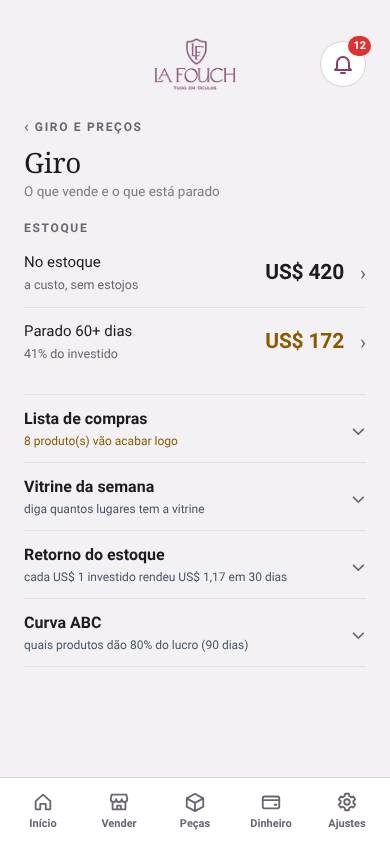 12
LF
LA FOUCH
TUDO EM ÓCULOS
‹ GIRO E PREÇOS
Giro
O que vende e o que está parado
ESTOQUE
No estoque
US$ 420 ›
a custo, sem estojos
Parado 60+ dias
US$ 172 ›
41% do investido
Lista de compras
8 produto(s) vão acabar logo
Vitrine da semana
diga quantos lugares tem a vitrine
Retorno do estoque
cada US$ 1 investido rendeu US$ 1,17 em 30 dias
Curva ABC
quais produtos dão 80% do lucro (90 dias)
Início Vender Peças Dinheiro Ajustes